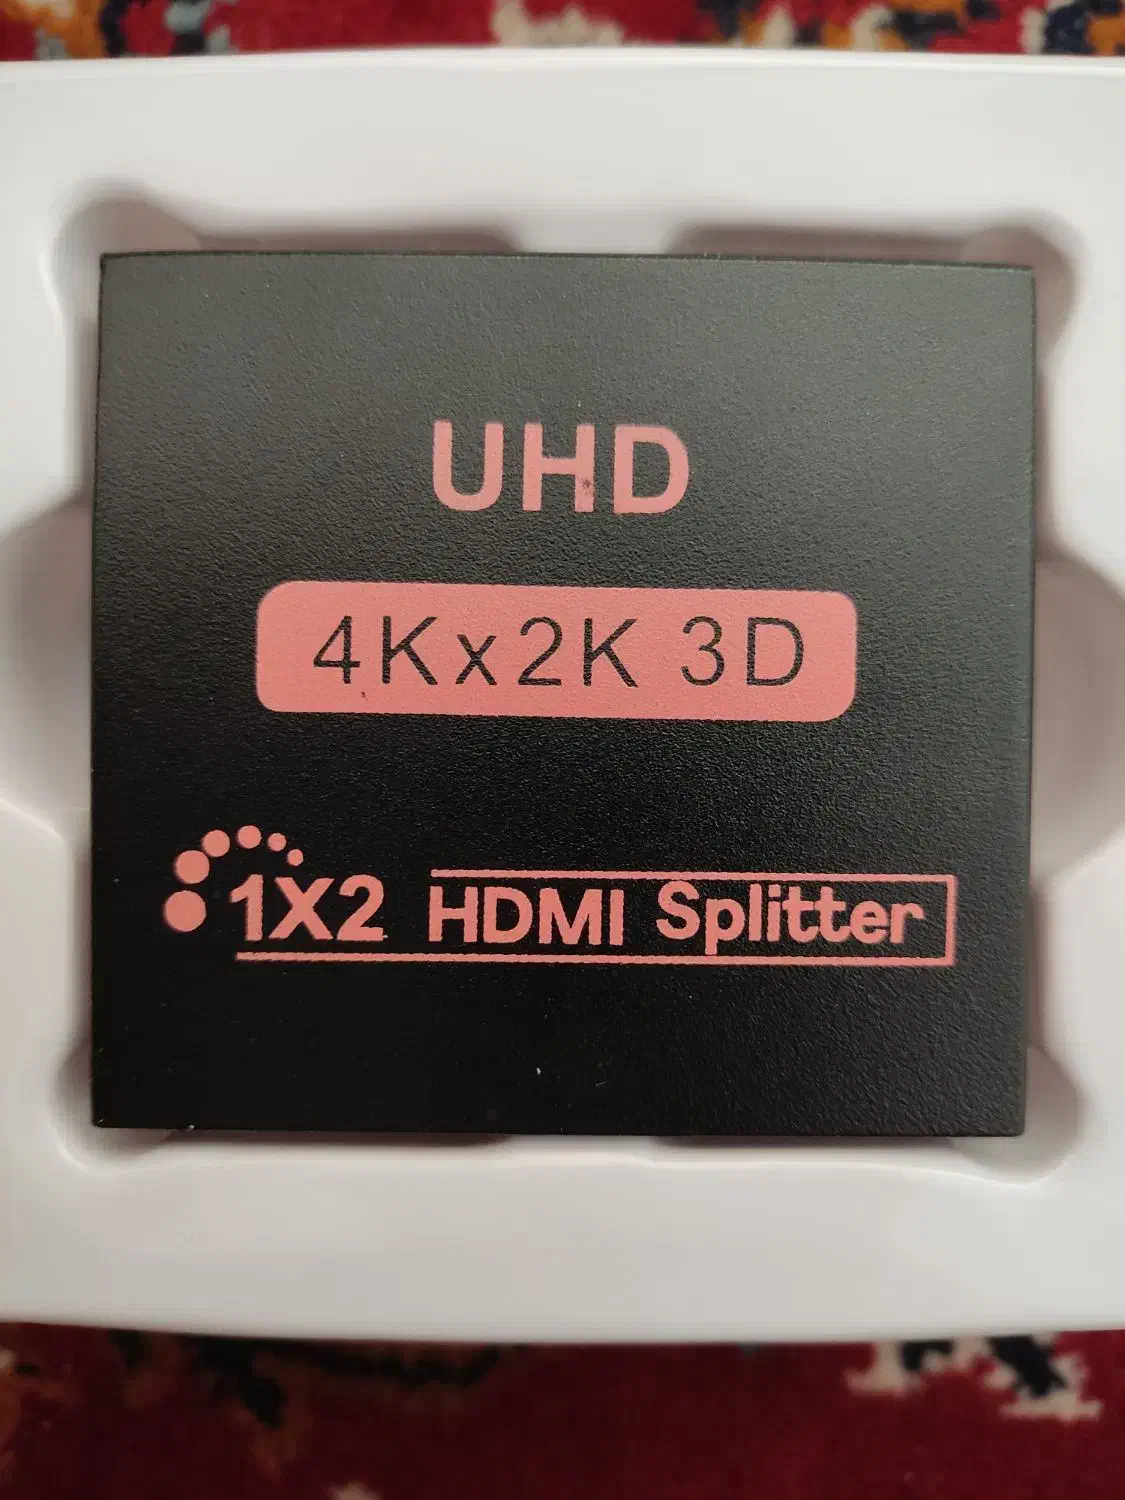 UHD
4Kx2K 3D
1X2 HDMI Splitter